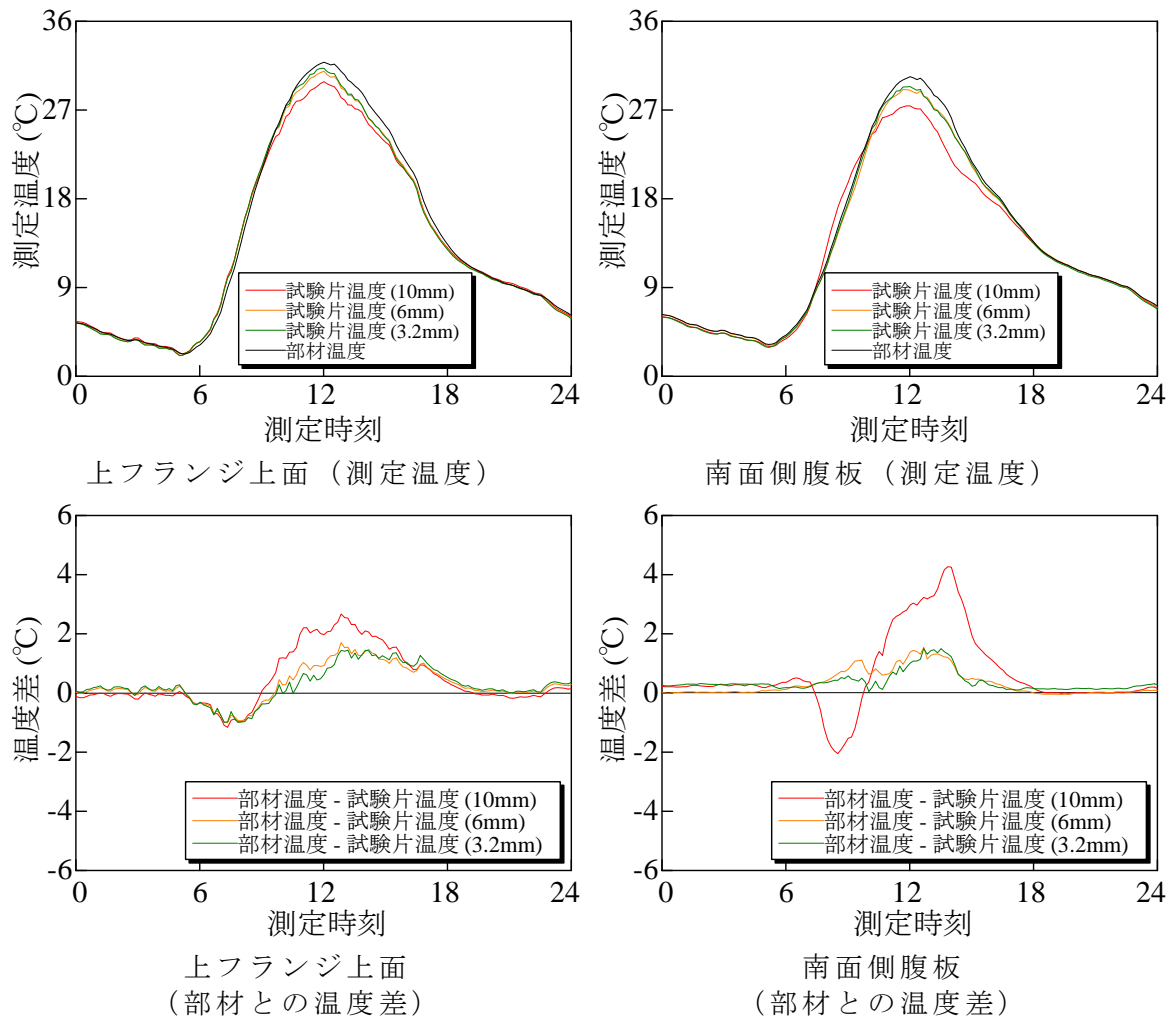 36
27
18
9
0
測定温度 (℃)
試験片温度 (10mm)
試験片温度 (6mm)
試験片温度 (3.2mm)
部材温度
0 6 12 18 24
測定時刻
上フランジ上面（測定温度）
36
27
18
9
0
測定温度 (℃)
試験片温度 (10mm)
試験片温度 (6mm)
試験片温度 (3.2mm)
部材温度
0 6 12 18 24
測定時刻
南面側腹板（測定温度）
6
4
2
0
-2
-4
-6
温度差 (℃)
部材温度 - 試験片温度 (10mm)
部材温度 - 試験片温度 (6mm)
部材温度 - 試験片温度 (3.2mm)
0 6 12 18 24
測定時刻
上フランジ上面
（部材との温度差）
6
4
2
0
-2
-4
-6
温度差 (℃)
部材温度 - 試験片温度 (10mm)
部材温度 - 試験片温度 (6mm)
部材温度 - 試験片温度 (3.2mm)
0 6 12 18 24
測定時刻
南面側腹板
（部材との温度差）